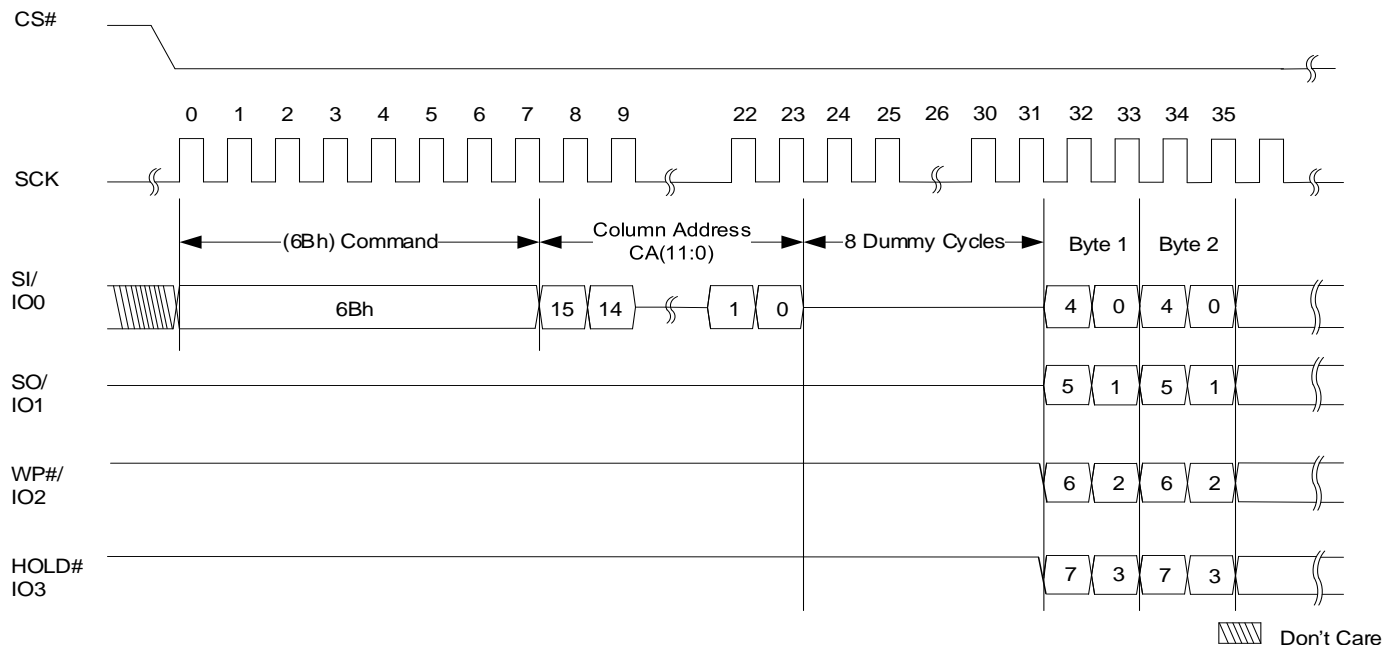 CS#
0 1 2 3 4 5 6 7 8 9 22 23 24 25 26 30 31 32 33 34 35
SCK
(6Bh) Command Column Address 8 Dummy Cycles Byte 1 Byte 2
CA(11:0)
SI/
IO0
6Bh 15 14 1 0 4 0 4 0
SO/
IO1
5 1 5 1
WP#/
IO2
6 2 6 2
HOLD#
IO3
7 3 7 3
Don't Care